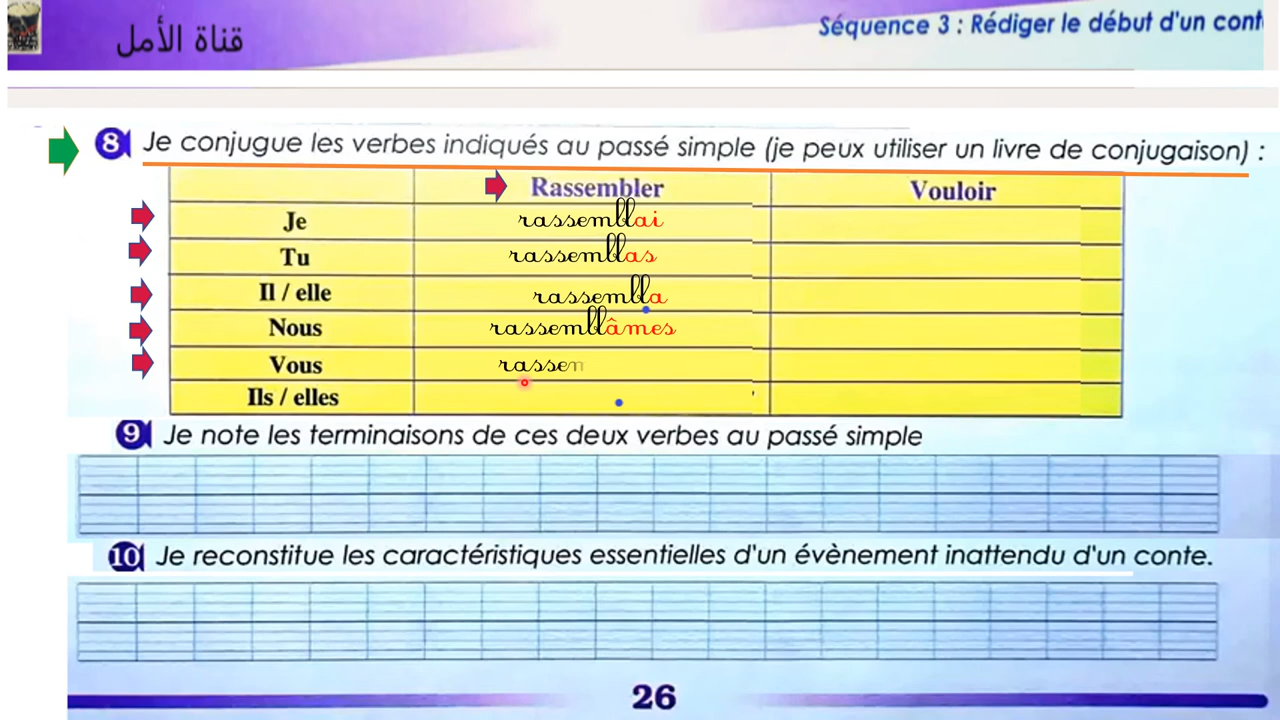 قناة الأمل
Séquence 3 : Rédiger le début d'un cont
8 Je conjugue les verbes indiqués au passé simple (je peux utiliser un livre de conjugaison) :
Rassembler Vouloir
Je rassemblai
Tu rassemblas
Il / elle rassembla
Nous rassemblâmes
Vous rassem
Ils / elles
9 Je note les terminaisons de ces deux verbes au passé simple
10 Je reconstitue les caractéristiques essentielles d'un évènement inattendu d'un conte.
26